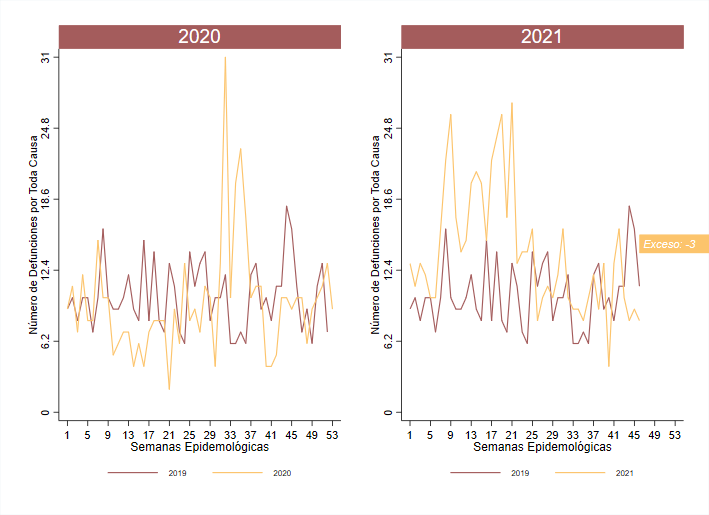 2020
Número de Defunciones por Toda Causa
31
24.8
18.6
12.4
6.2
0
1 5 9 13 17 21 25 29 33 37 41 45 49 53
Semanas Epidemológicas
2019 2020
2021
Número de Defunciones por Toda Causa
31
24.8
18.6
12.4
6.2
0
Exceso: -3
1 5 9 13 17 21 25 29 33 37 41 45 49 53
Semanas Epidemológicas
2019 2021